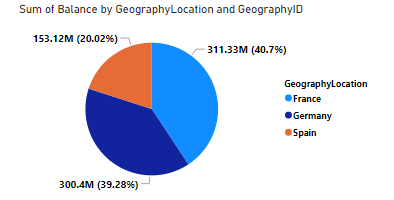 Sum of Balance by GeographyLocation and GeographyID
153.12M (20.02%)
311.33M (40.7%)
GeographyLocation
France
Germany
Spain
300.4M (39.28%)